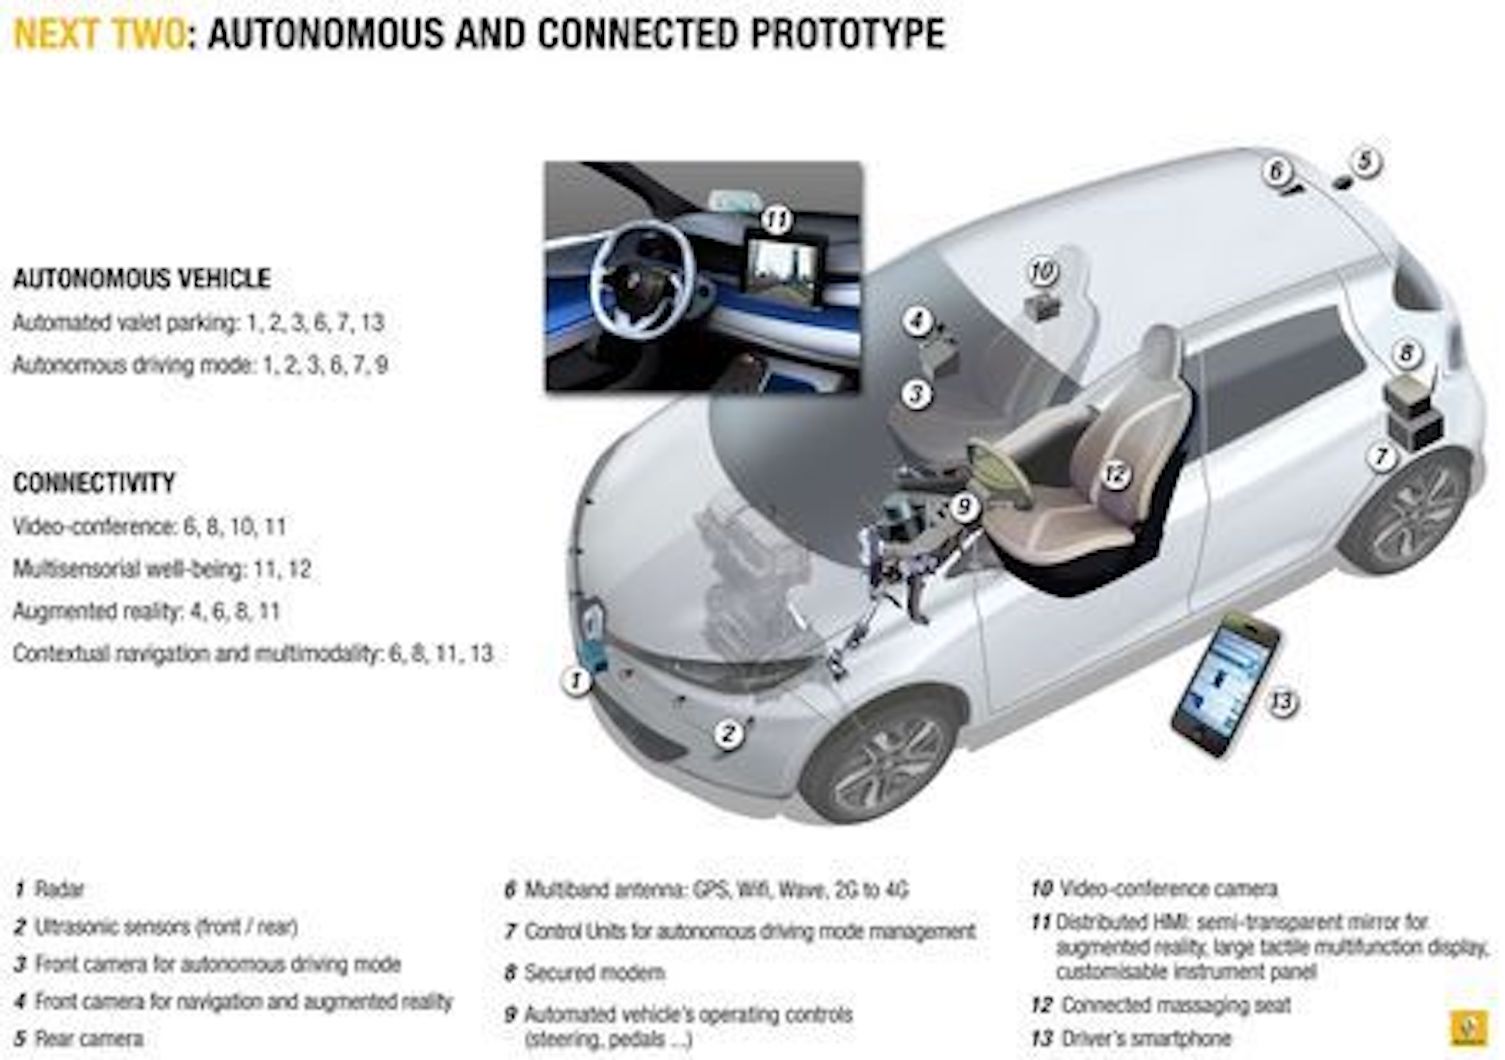 NEXT TWO: AUTONOMOUS AND CONNECTED PROTOTYPE
AUTONOMOUS VEHICLE
Automated valet parking: 1, 2, 3, 6, 7, 13
Autonomous driving mode: 1, 2, 3, 6, 7, 9
CONNECTIVITY
Video-conference: 6, 8, 10, 11
Multisensorial well-being: 11, 12
Augmented reality: 4, 6, 8, 11
Contextual navigation and multimodality: 6, 8, 11, 13
11
6
5
10
4
3
8
7
12
9
1
2
13
1 Radar
2 Ultrasonic sensors (front / rear)
3 Front camera for autonomous driving mode
4 Front camera for navigation and augmented reality
5 Rear camera
6 Multiband antenna: GPS, Wifi, Wave, 2G to 4G
7 Control Units for autonomous driving mode management
8 Secured modem
9 Automated vehicle's operating controls
(steering, pedals ...)
10 Video-conference camera
11 Distributed HMI: semi-transparent mirror for
augmented reality, large tactile multifunction display,
customisable instrument panel
12 Connected massaging seat
13 Driver's smartphone